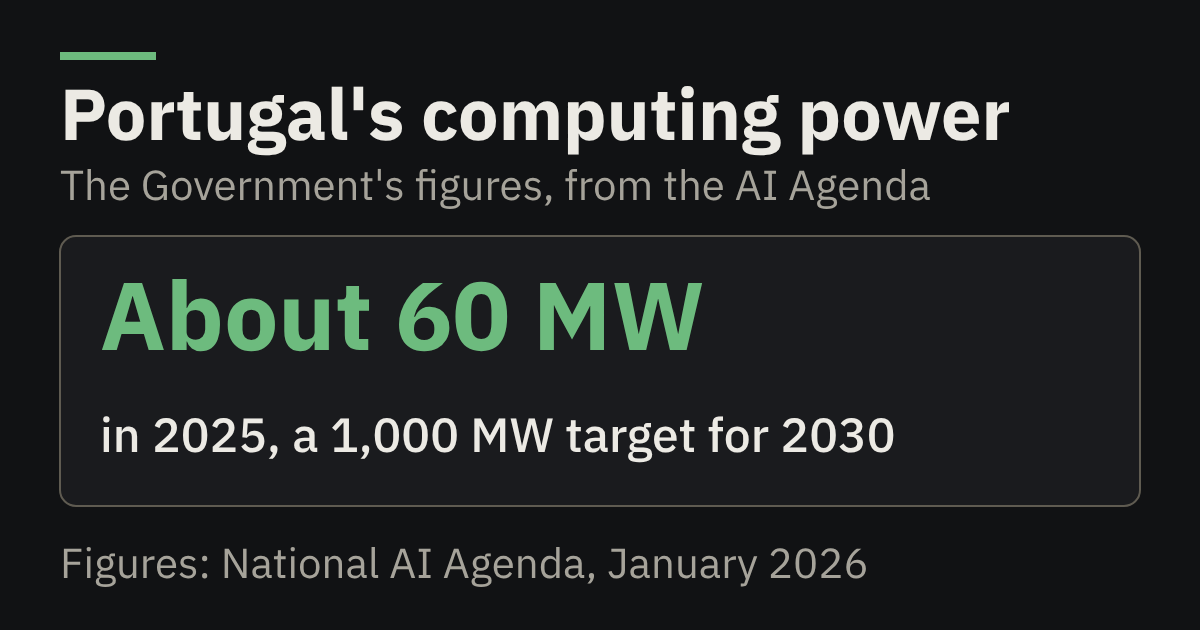 Portugal's computing power
The Government's figures, from the AI Agenda
About 60 MW
in 2025, a 1,000 MW target for 2030
Figures: National AI Agenda, January 2026